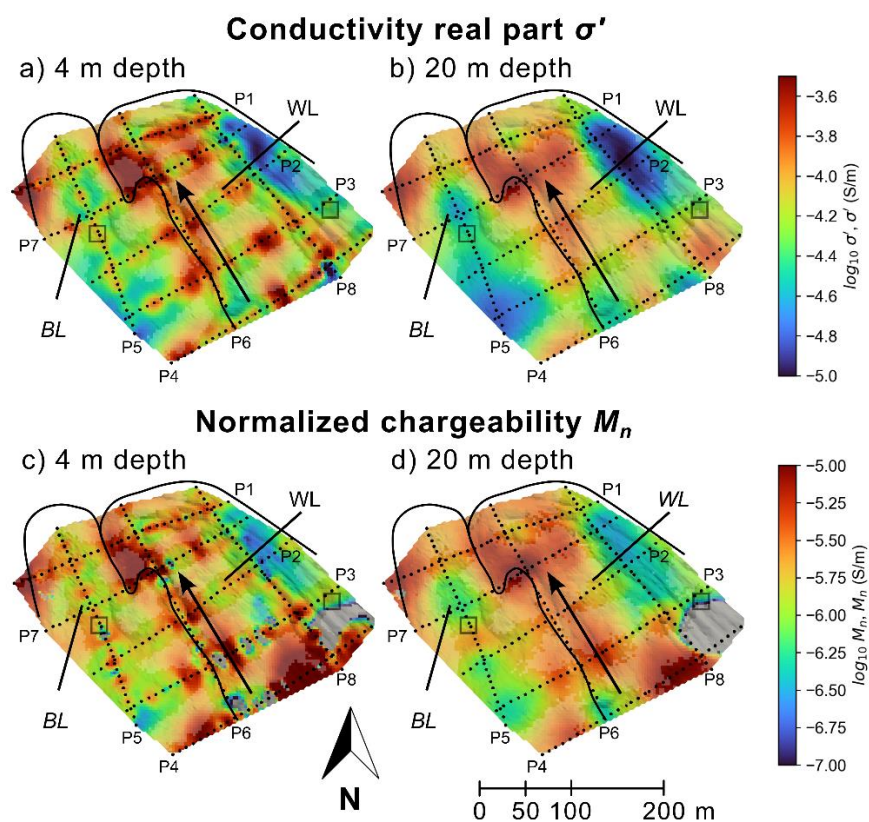 Conductivity real part σ'
a) 4 m depth
b) 20 m depth
P1
WL
P2
P3
P7
BL
P8
P5
P6
P4
P1
P2
P3
P7
BL
P8
P5
P6
P4
−3.6
−3.8
−4.0
−4.2
−4.4
−4.6
−4.8
−5.0
log10 σ', σ' (S/m)
Normalized chargeability Mn
c) 4 m depth
d) 20 m depth
P1
WL
P2
P3
P7
BL
P8
P5
P6
P4
P1
WL
P2
P3
P7
BL
P8
P5
P6
P4
−5.00
−5.25
−5.50
−5.75
−6.00
−6.25
−6.50
−6.75
−7.00
log10 Mn, Mn (S/m)
N
0 50 100 200 m